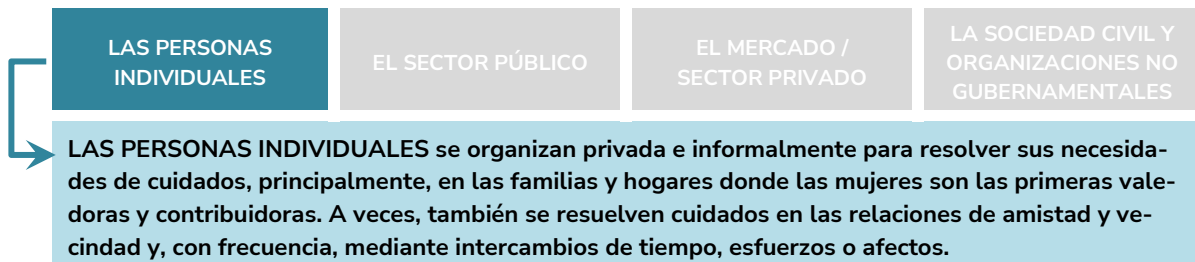 LAS PERSONAS
INDIVIDUALES
EL SECTOR PÚBLICO
EL MERCADO /
SECTOR PRIVADO
LA SOCIEDAD CIVIL Y
ORGANIZACIONES NO
GUBERNAMENTALES
LAS PERSONAS INDIVIDUALES se organizan privada e informalmente para resolver sus necesida-
des de cuidados, principalmente, en las familias y hogares donde las mujeres son las primeras vale-
doras y contribuidoras. A veces, también se resuelven cuidados en las relaciones de amistad y ve-
cindad y, con frecuencia, mediante intercambios de tiempo, esfuerzos o afectos.